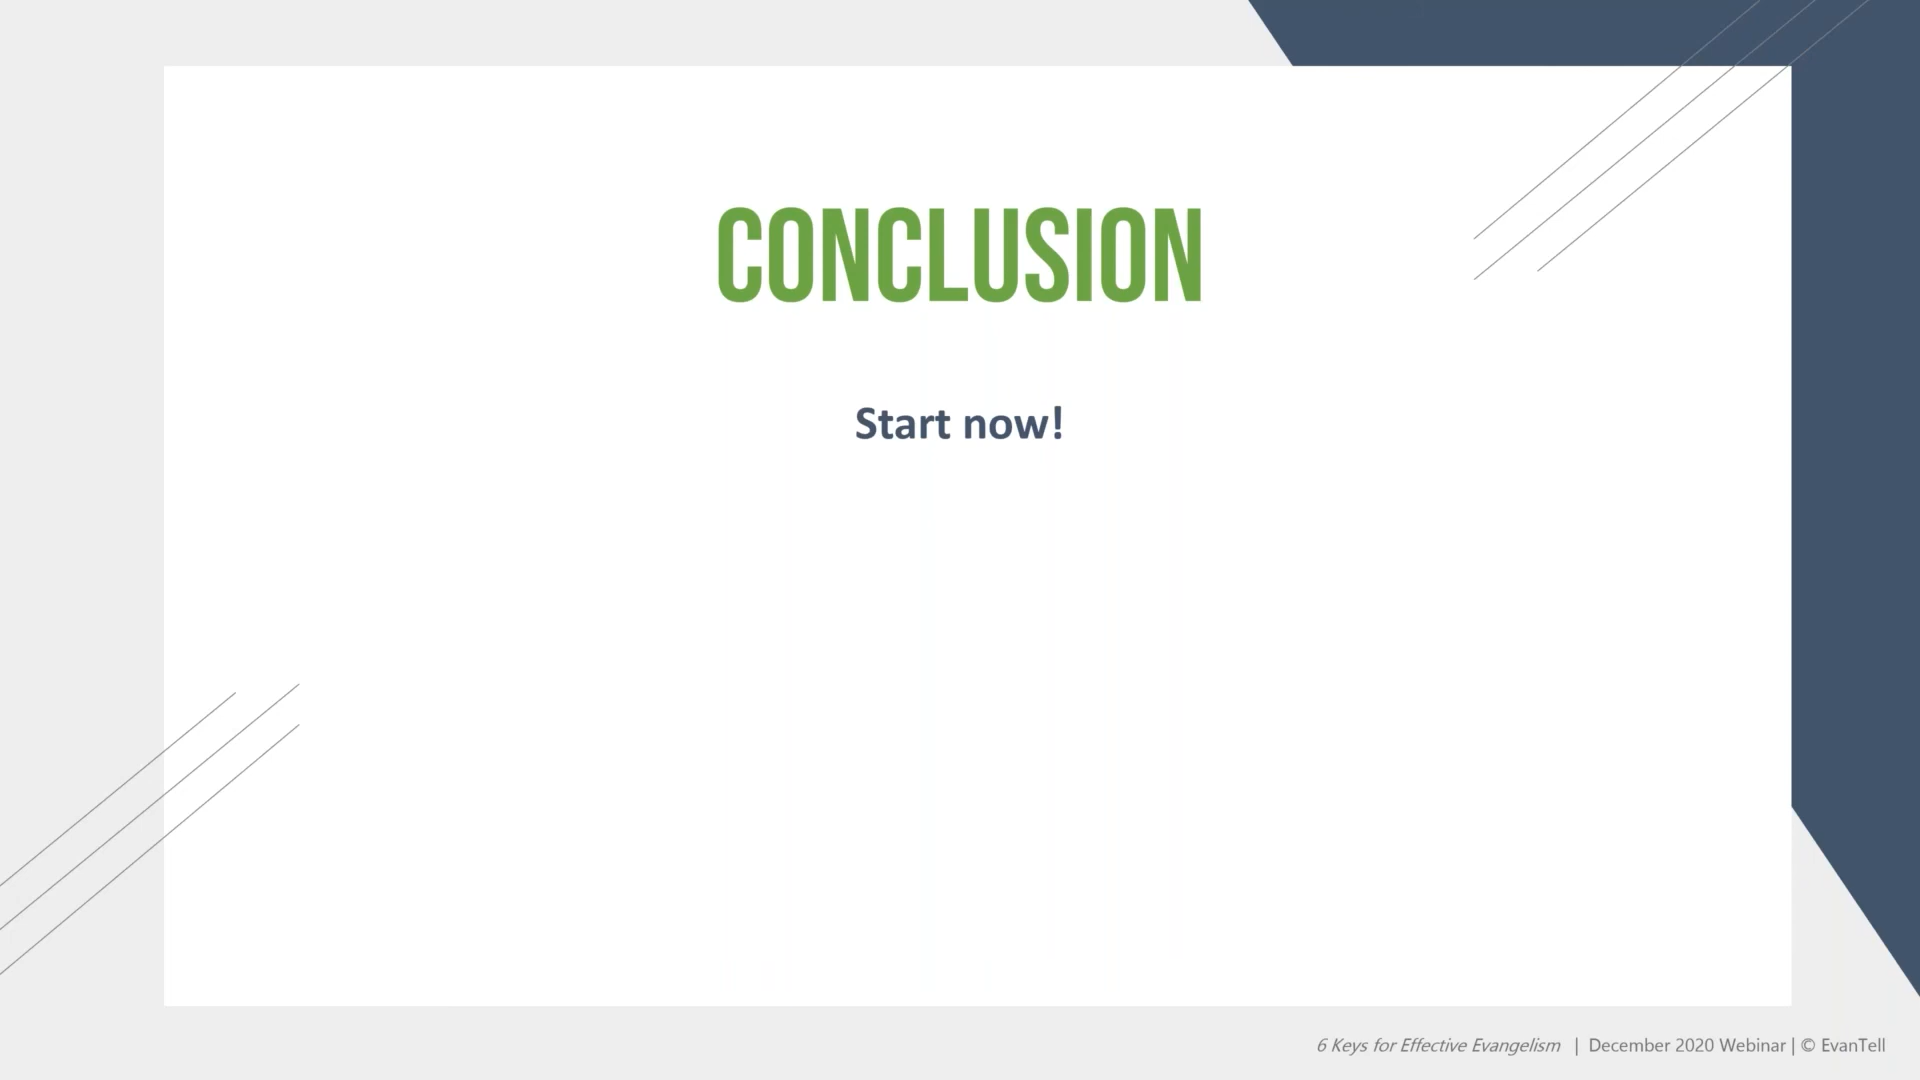 CONCLUSION
Start now!
6 Keys for Effective Evangelism | December 2020 Webinar | © EvanTell